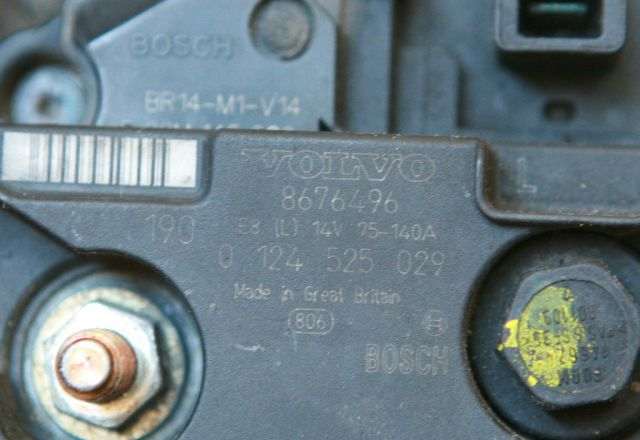 BOSCH
BR14-M1-V14
VOLVO
8676496
190
E8 (L) 14V 75-140A
0 124 525 029
L
Made in Great Britain
806
BOSCH